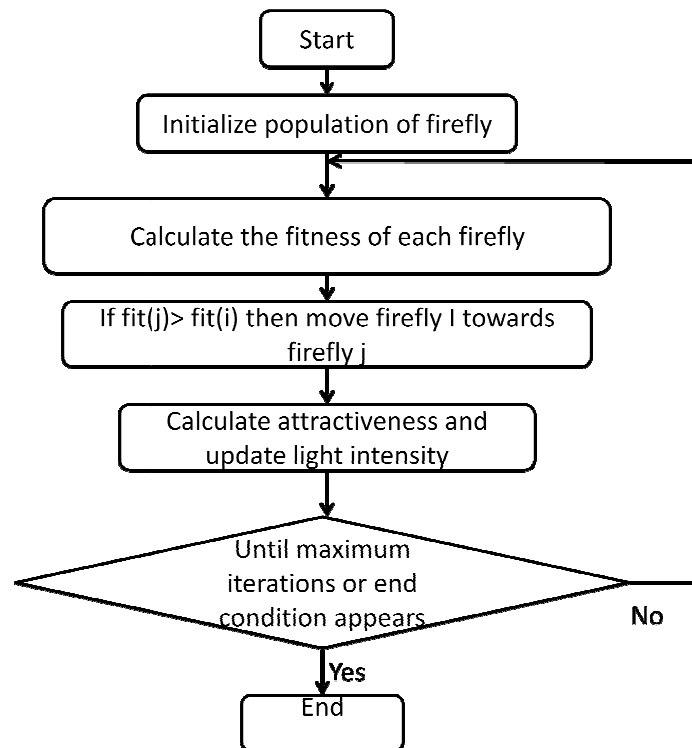 Start
Initialize population of firefly
Calculate the fitness of each firefly
If fit(j)> fit(i) then move firefly I towards
firefly j
Calculate attractiveness and
update light intensity
Until maximum
iterations or end
condition appears
No
Yes
End